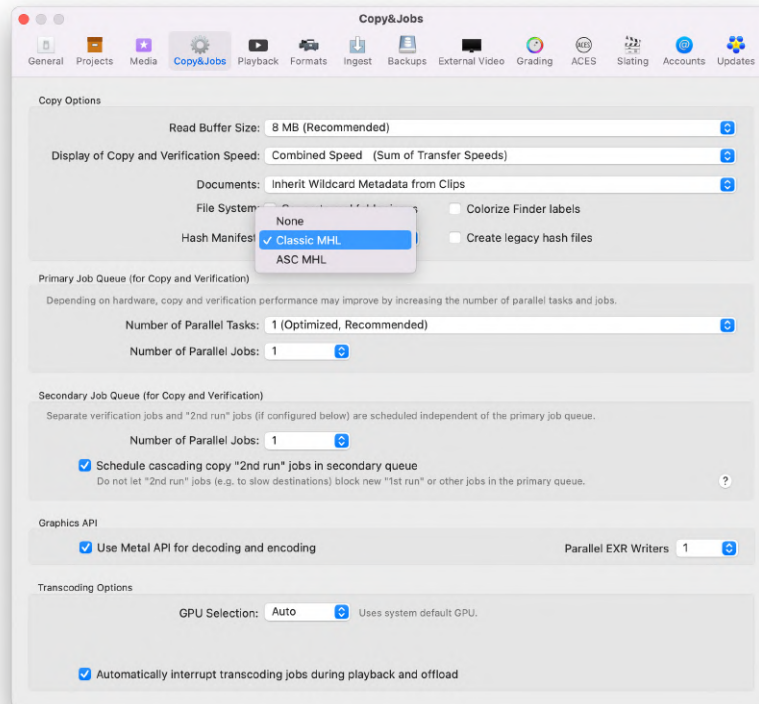 Copy&Jobs
General Projects Media Copy&Jobs Playback Formats Ingest Backups External Video Grading ACES Slating Accounts Updates
Copy Options
Read Buffer Size: 8 MB (Recommended)
Display of Copy and Verification Speed: Combined Speed (Sum of Transfer Speeds)
Documents: Inherit Wildcard Metadata from Clips
File System: Colorize Finder labels
None
Hash Manifest Classic MHL Create legacy hash files
ASC MHL
Primary Job Queue (for Copy and Verification)
Depending on hardware, copy and verification performance may improve by increasing the number of parallel tasks and jobs.
Number of Parallel Tasks: 1 (Optimized, Recommended)
Number of Parallel Jobs: 1
Secondary Job Queue (for Copy and Verification)
Separate verification jobs and "2nd run" jobs (if configured below) are scheduled independent of the primary job queue.
Number of Parallel Jobs: 1
Schedule cascading copy "2nd run" jobs in secondary queue
Do not let "2nd run" jobs (e.g. to slow destinations) block new "1st run" or other jobs in the primary queue. ?
Graphics API
Use Metal API for decoding and encoding Parallel EXR Writers 1
Transcoding Options
GPU Selection: Auto Uses system default GPU.
Automatically interrupt transcoding jobs during playback and offload